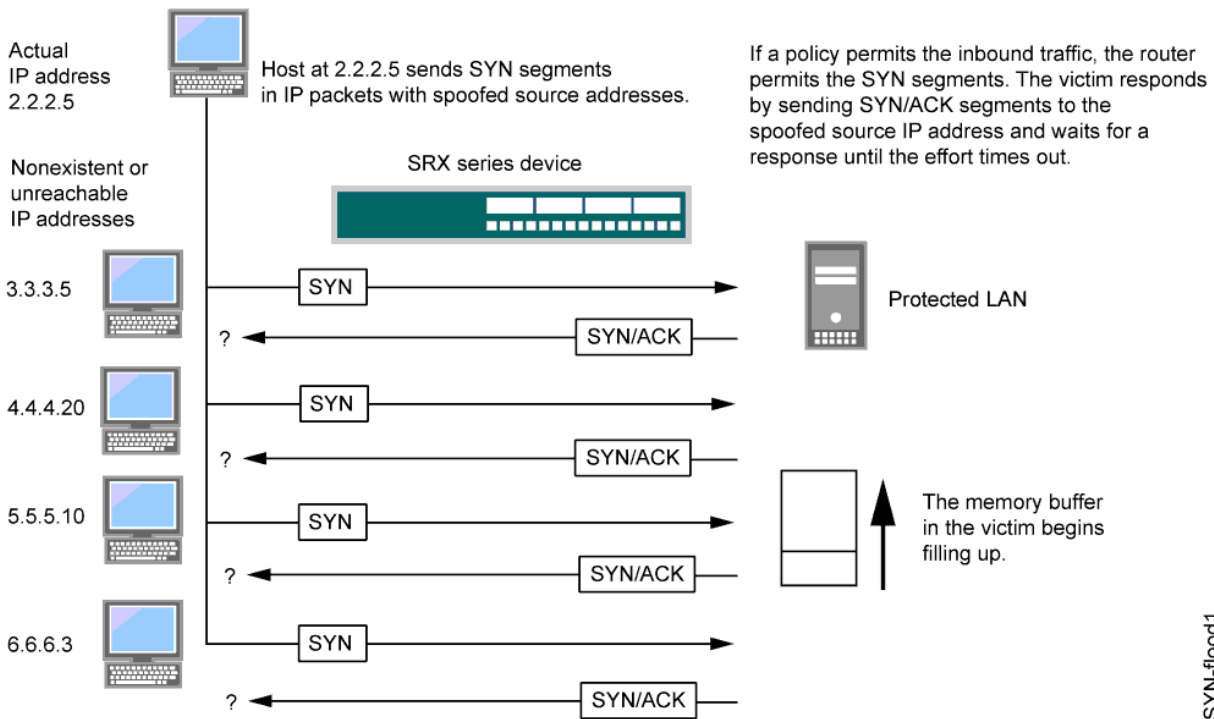 Actual
IP address
2.2.2.5
Host at 2.2.2.5 sends SYN segments
in IP packets with spoofed source addresses.
If a policy permits the inbound traffic, the router
permits the SYN segments. The victim responds
by sending SYN/ACK segments to the
spoofed source IP address and waits for a
response until the effort times out.
Nonexistent or
unreachable
IP addresses
SRX series device
3.3.3.5
SYN
Protected LAN
?
SYN/ACK
4.4.4.20
SYN
?
SYN/ACK
5.5.5.10
SYN
The memory buffer
in the victim begins
filling up.
?
SYN/ACK
6.6.6.3
SYN
?
SYN/ACK
SYN-flood1